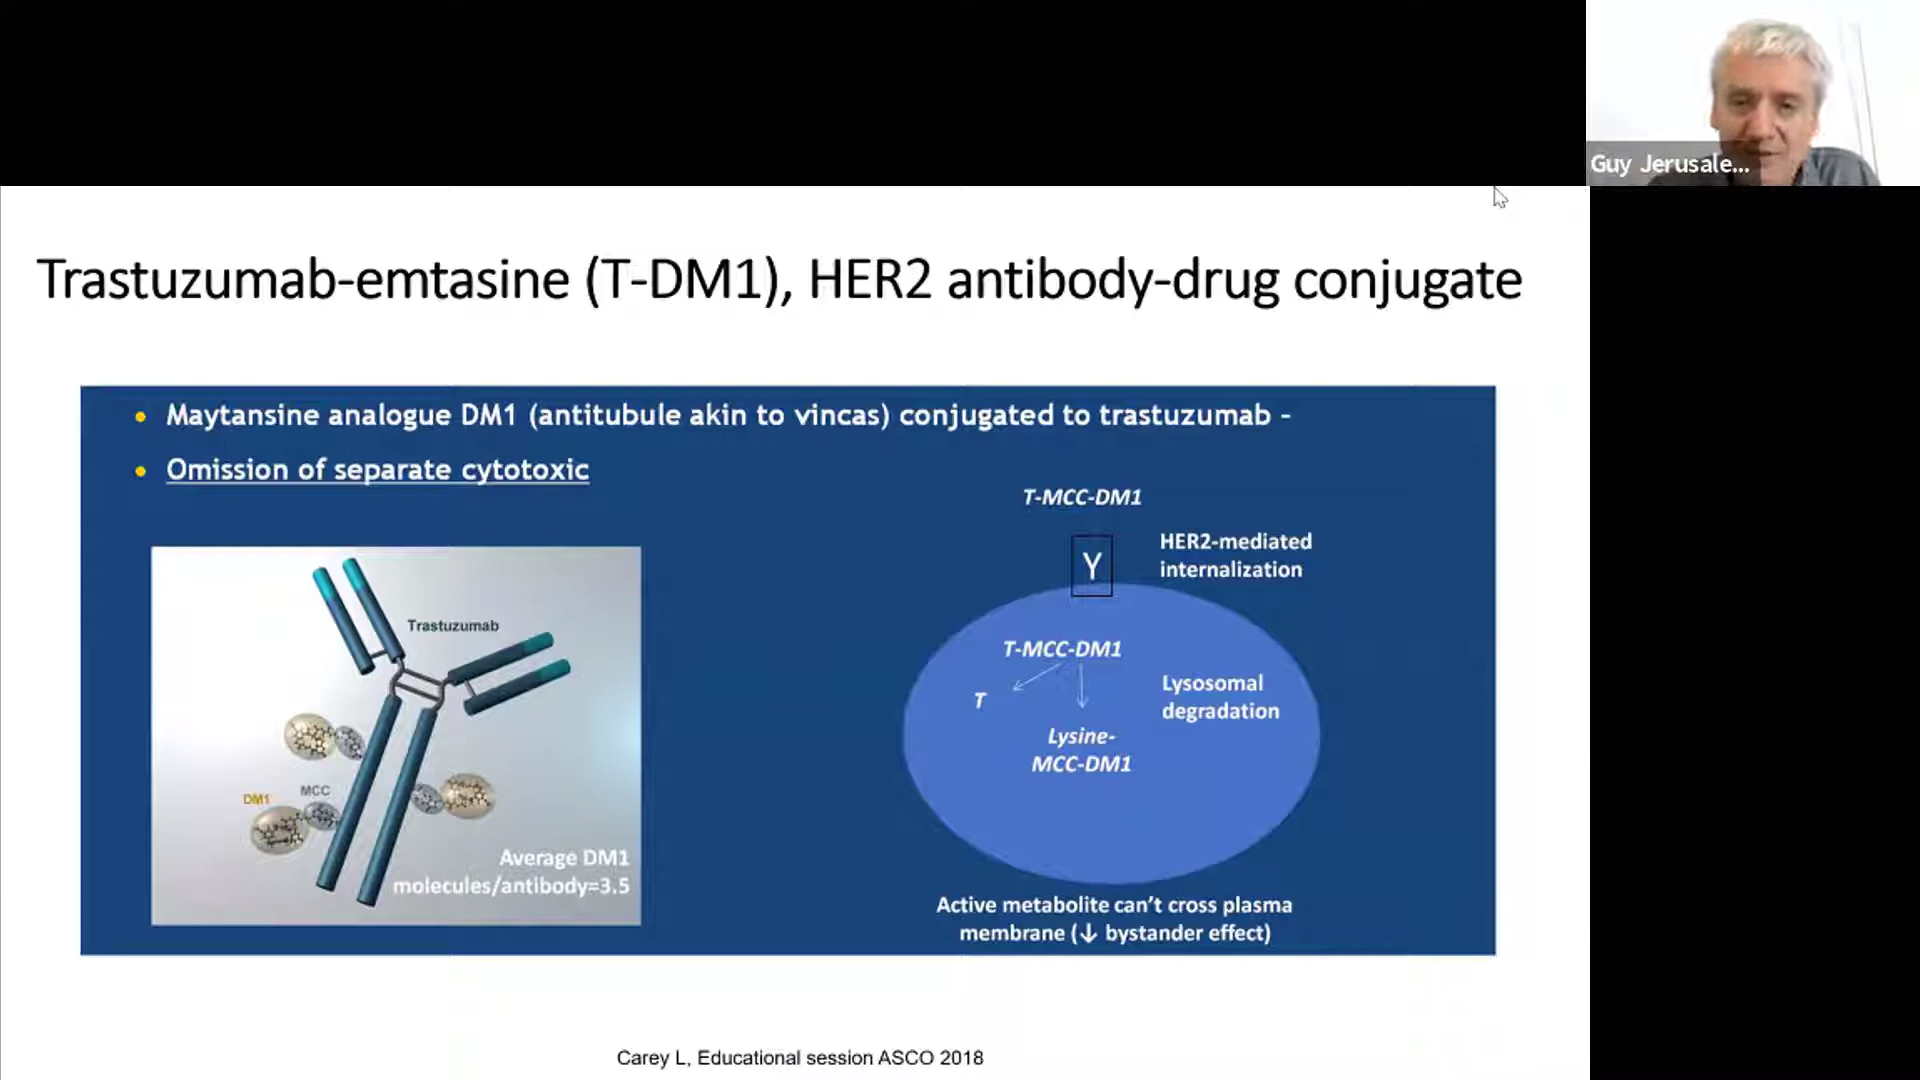 Guy Jerusale...
Trastuzumab-emtasine (T-DM1), HER2 antibody-drug conjugate
• Maytansine analogue DM1 (antitubule akin to vincas) conjugated to trastuzumab –
• Omission of separate cytotoxic
Trastuzumab
DM1
MCC
Average DM1
molecules/antibody=3.5
T-MCC-DM1
Y
HER2-mediated
internalization
T-MCC-DM1
T
Lysine-
MCC-DM1
Lysosomal
degradation
Active metabolite can't cross plasma
membrane (↓ bystander effect)
Carey L, Educational session ASCO 2018